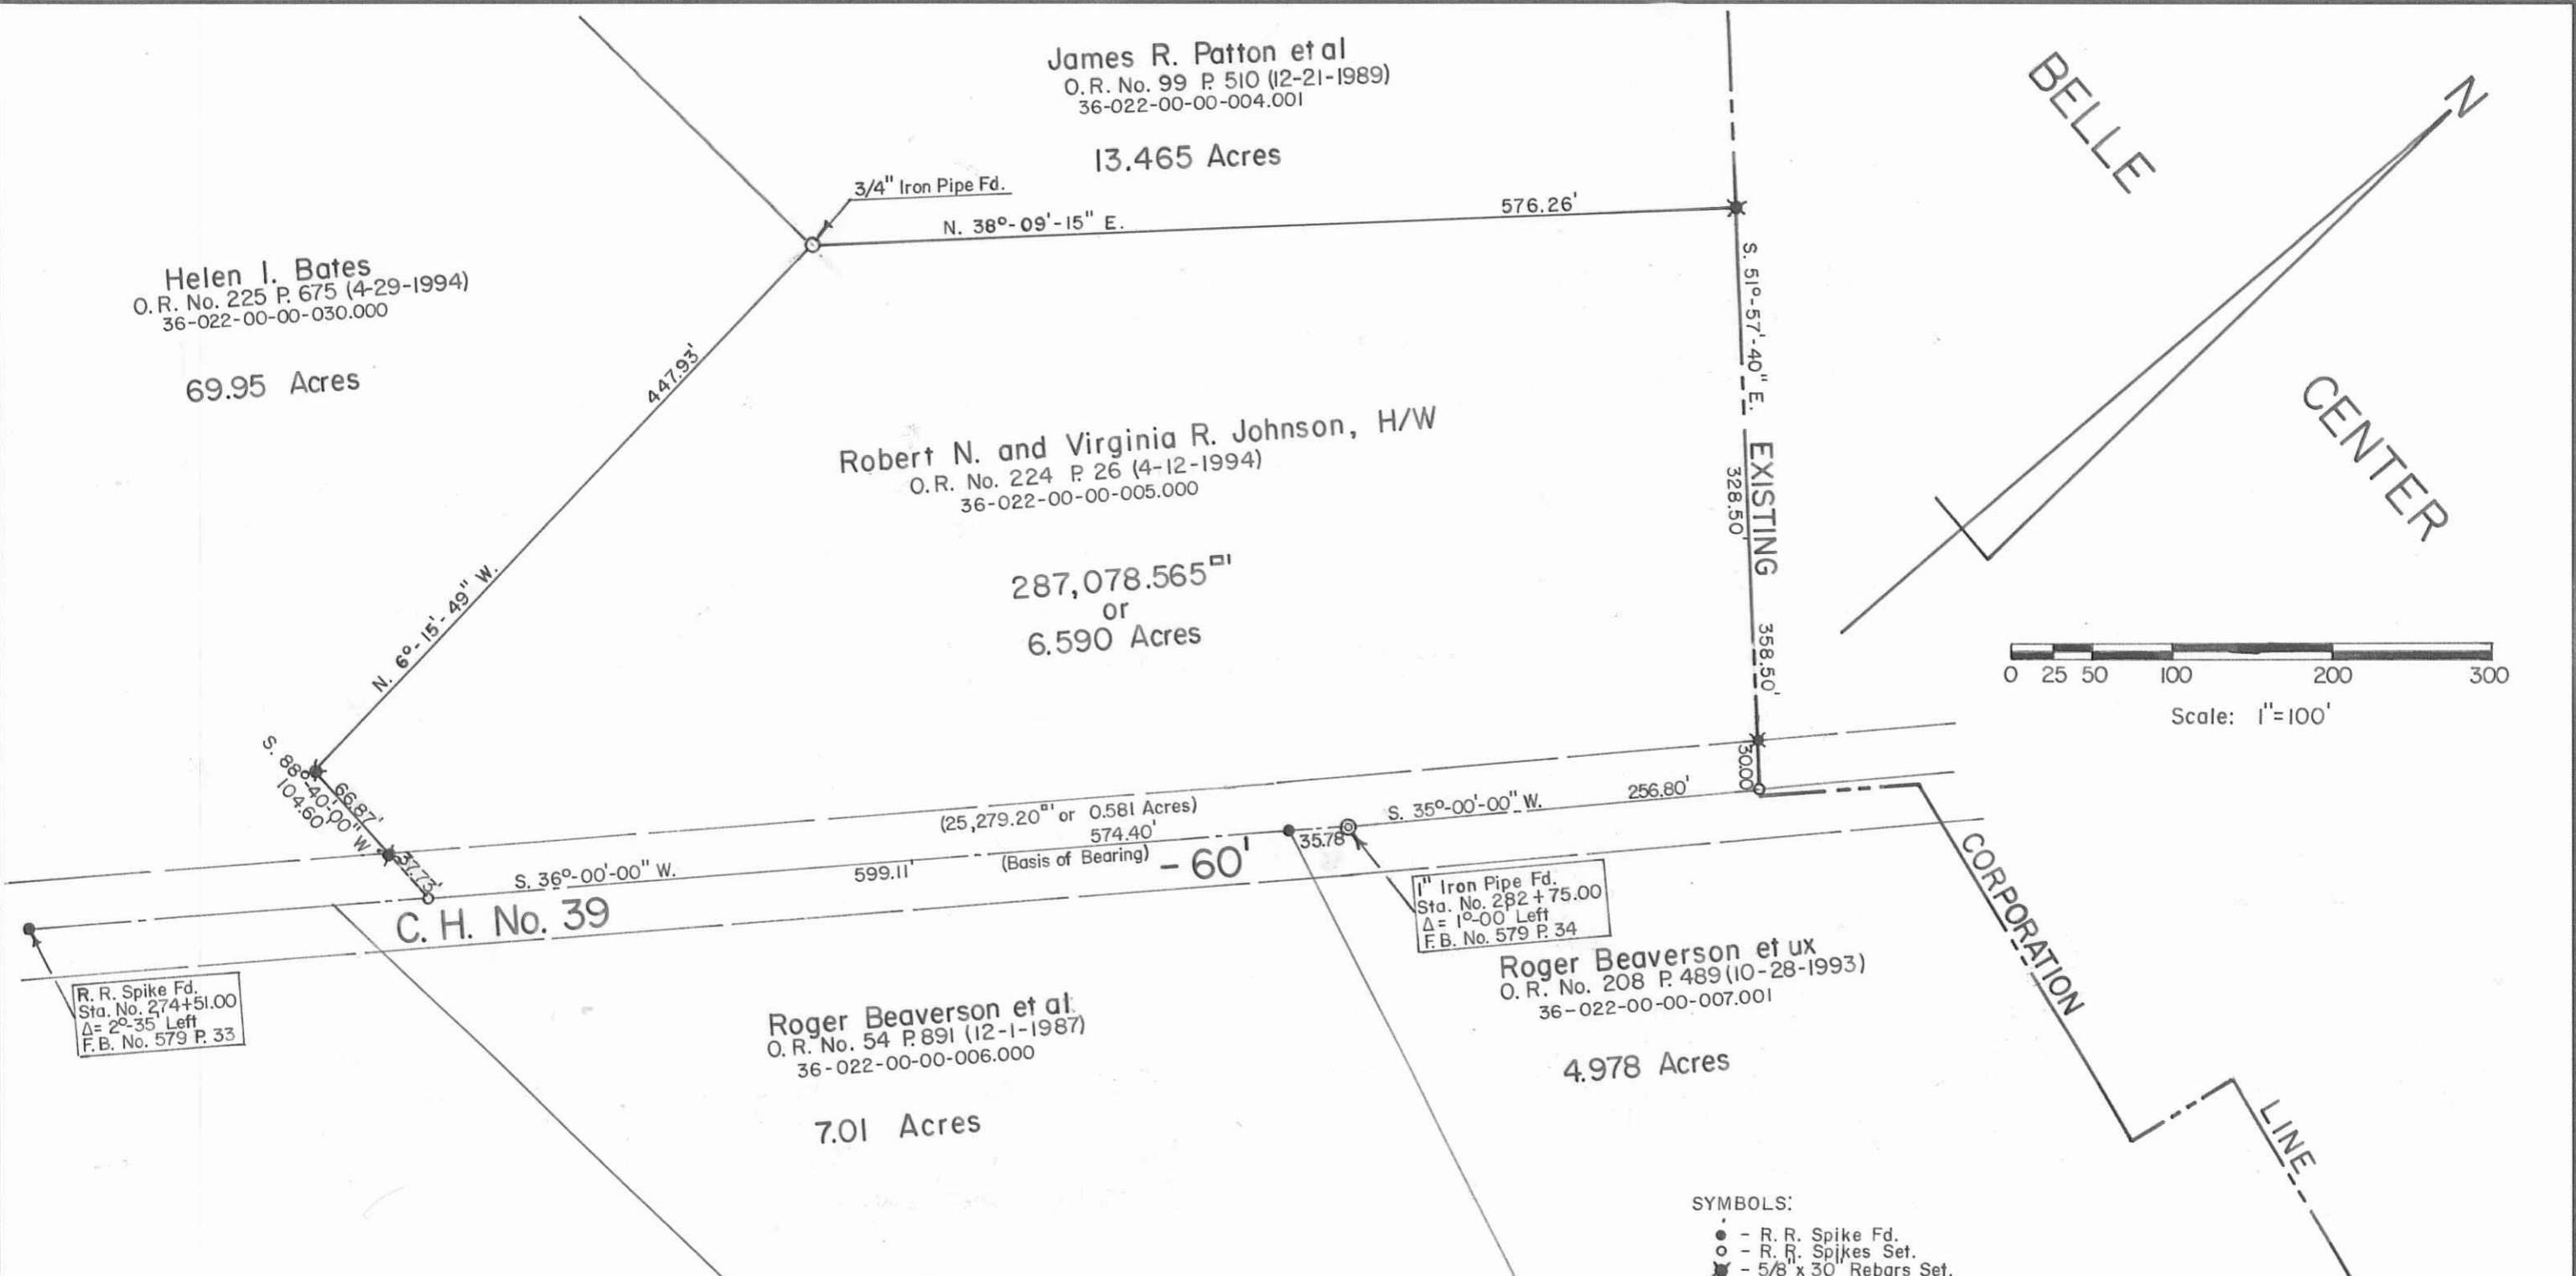 James R. Patton et al
O.R. No. 99 P. 510 (12-21-1989)
36-022-00-00-004.001
13.465 Acres
BELLE
N
3/4" Iron Pipe Fd.
N. 38°-09'-15" E.
576.26'
Helen I. Bates
O.R. No. 225 P. 675 (4-29-1994)
36-022-00-00-030.000
69.95 Acres
447.93'
N. 6°-15'-49" W.
S. 51°-57'-40" E.
EXISTING
328.50'
358.50'
30.00'
Robert N. and Virginia R. Johnson, H/W
O.R. No. 224 P. 26 (4-12-1994)
36-022-00-00-005.000
287,078.565□'
or
6.590 Acres
CENTER
0 25 50 100 200 300
Scale: 1"=100'
S. 88°-40'-00" W.
104.60'
66.87'
37.73'
(25,279.20□' or 0.581 Acres)
574.40'
(Basis of Bearing)
S. 36°-00'-00" W.
599.11'
- 60'
35.78'
S. 35°-00'-00" W.
256.80'
C. H. No. 39
1" Iron Pipe Fd.
Sta. No. 282+75.00
Δ= 1°-00' Left
F.B. No. 579 P. 34
R. R. Spike Fd.
Sta. No. 274+51.00
Δ= 2°-35' Left
F.B. No. 579 P. 33
Roger Beaverson et al.
O. R. No. 54 P. 891 (12-1-1987)
36-022-00-00-006.000
7.01 Acres
Roger Beaverson et ux
O. R. No. 208 P. 489 (10-28-1993)
36-022-00-00-007.001
4.978 Acres
CORPORATION
LINE
SYMBOLS:
- R. R. Spike Fd.
- R. R. Spikes Set.
- 5/8" x 30" Rebars Set.